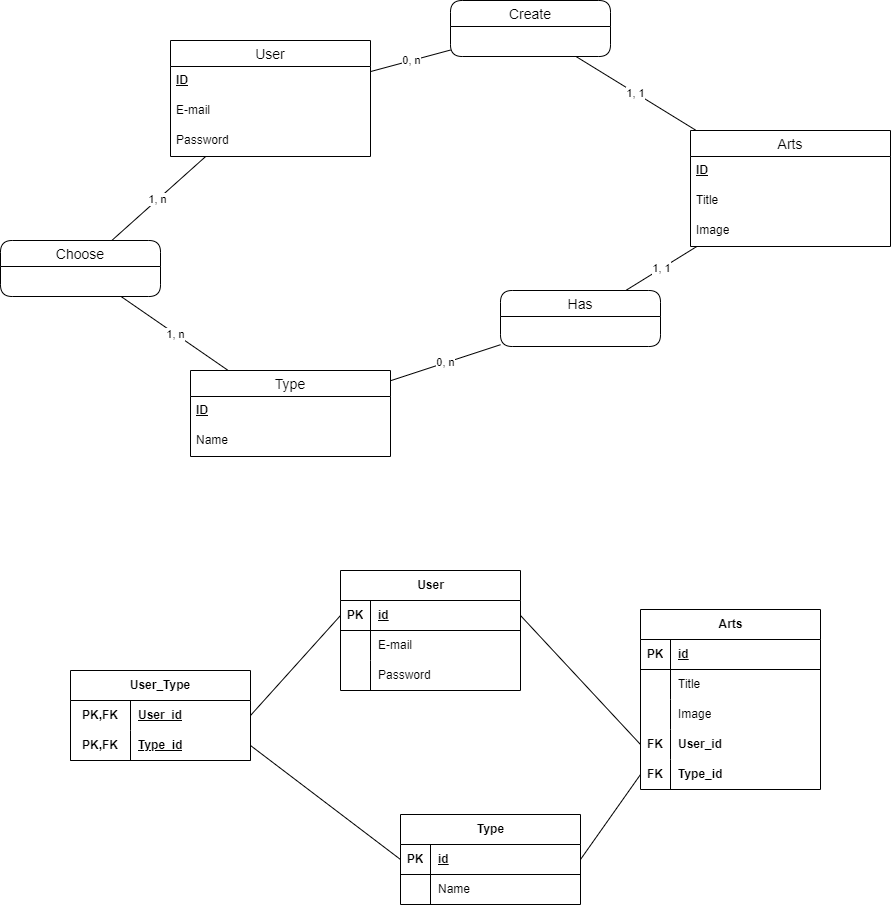 Create
User
0, n
ID
E-mail
Password
1, 1
Arts
ID
Title
Image
1, n
Choose
1, 1
Has
1, n
0, n
Type
ID
Name
User
PK id
E-mail
Password
Arts
PK id
Title
Image
FK User_id
FK Type_id
User_Type
PK,FK User_id
PK,FK Type_id
Type
PK id
Name